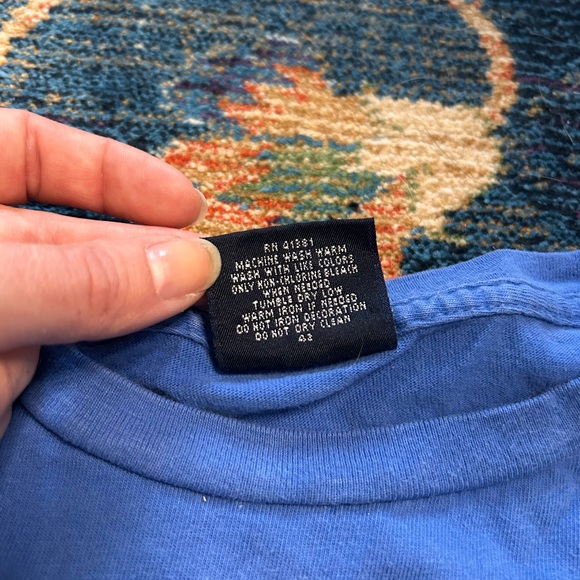 RN 41381
MACHINE WASH WARM
WASH WITH LIKE COLORS
ONLY NON-CHLORINE BLEACH
WHEN NEEDED
TUMBLE DRY LOW
WARM IRON IF NEEDED
DO NOT IRON DECORATION
DO NOT DRY CLEAN
42